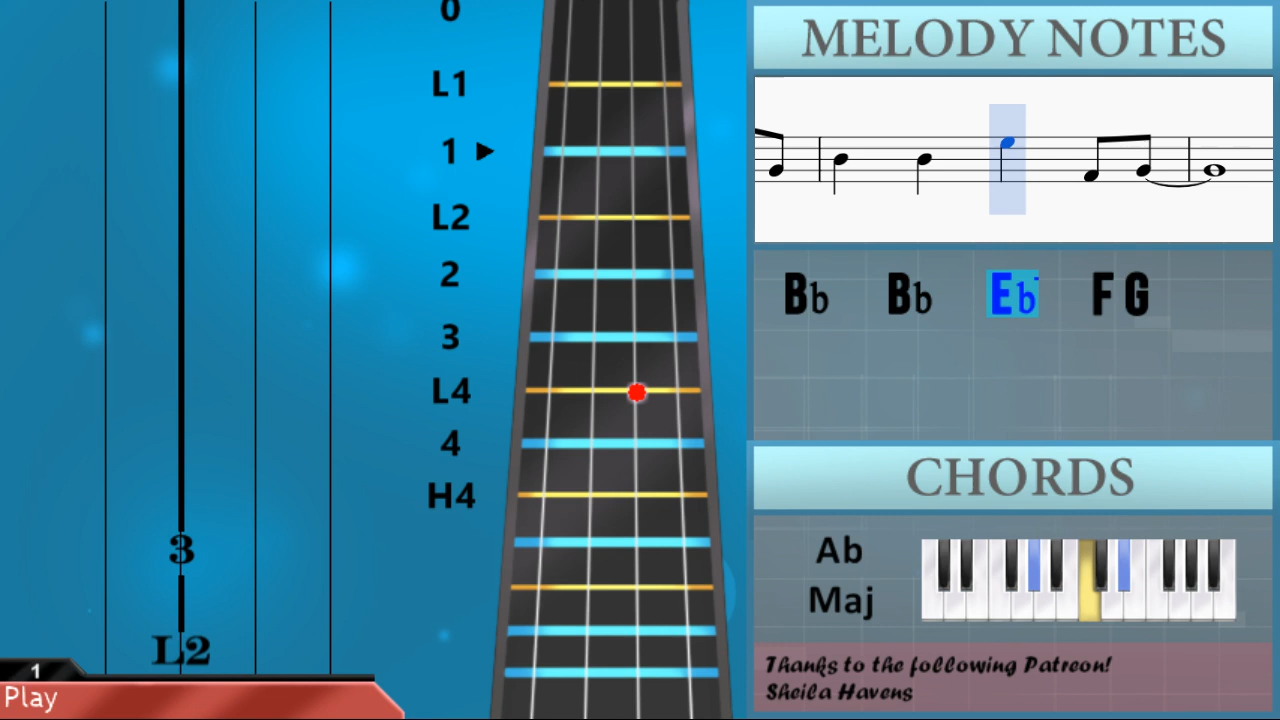 0
L1
1 ►
L2
2
3
L4
4
H4
3
L2
1
Play
MELODY NOTES
Bb Bb Eb F G
CHORDS
Ab
Maj
Thanks to the following Patreon!
Sheila Havens